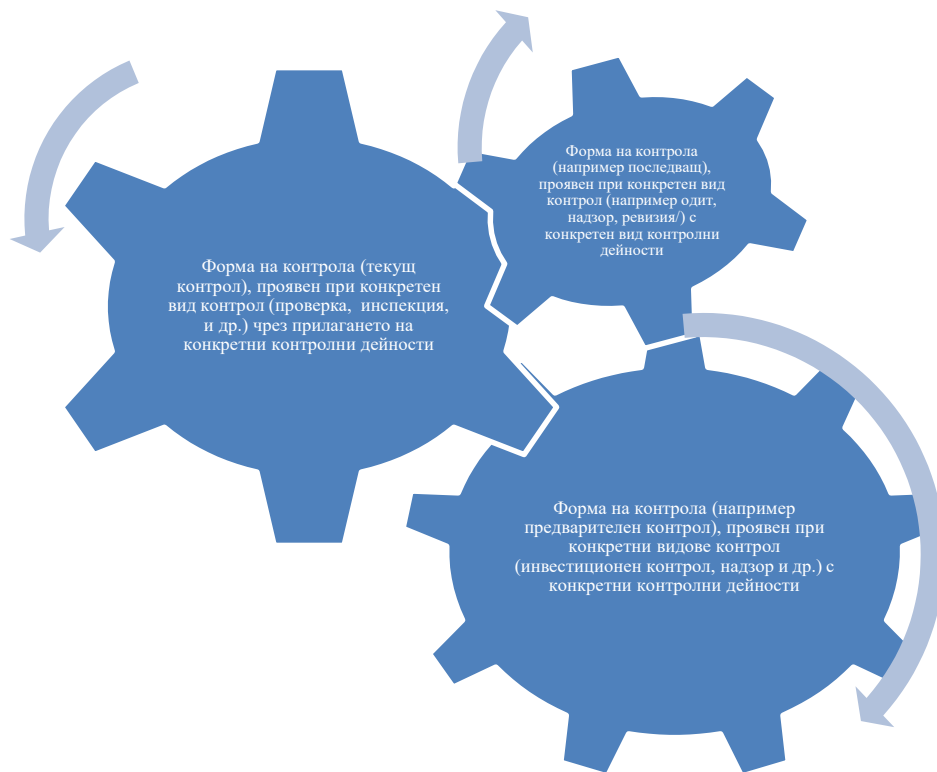 Форма на контрола
(например последващ),
проявен при конкретен вид
контрол (например одит,
надзор, ревизия/) с
конкретен вид контролни
дейности
Форма на контрола (текущ
контрол), проявен при конкретен
вид контрол (проверка, инспекция,
и др.) чрез прилагането на
конкретни контролни дейности
Форма на контрола (например
предварителен контрол), проявен при
конкретни видове контрол
(инвестиционен контрол, надзор и др.) с
конкретни контролни дейности